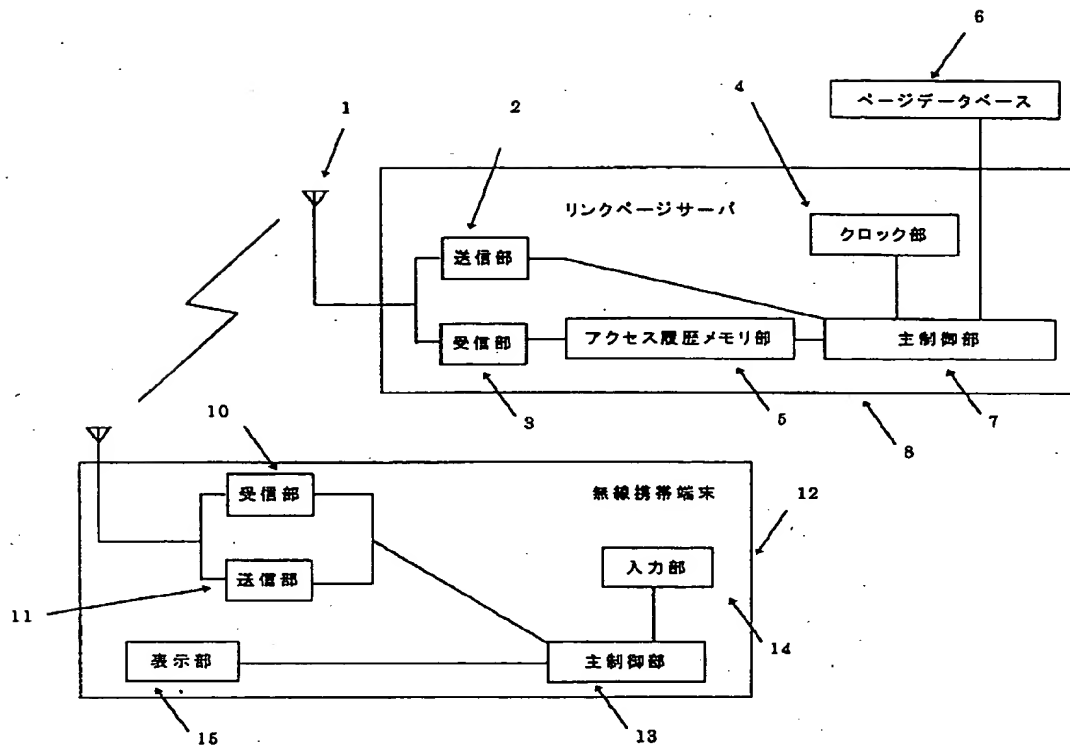 6
ページデータベース
1
2
4
リンクページサーバ
クロック部
送信部
受信部
アクセス履歴メモリ部
主制御部
3
5
7
8
10
受信部
無線携帯端末
12
送信部
入力部
11
14
表示部
主制御部
15
13